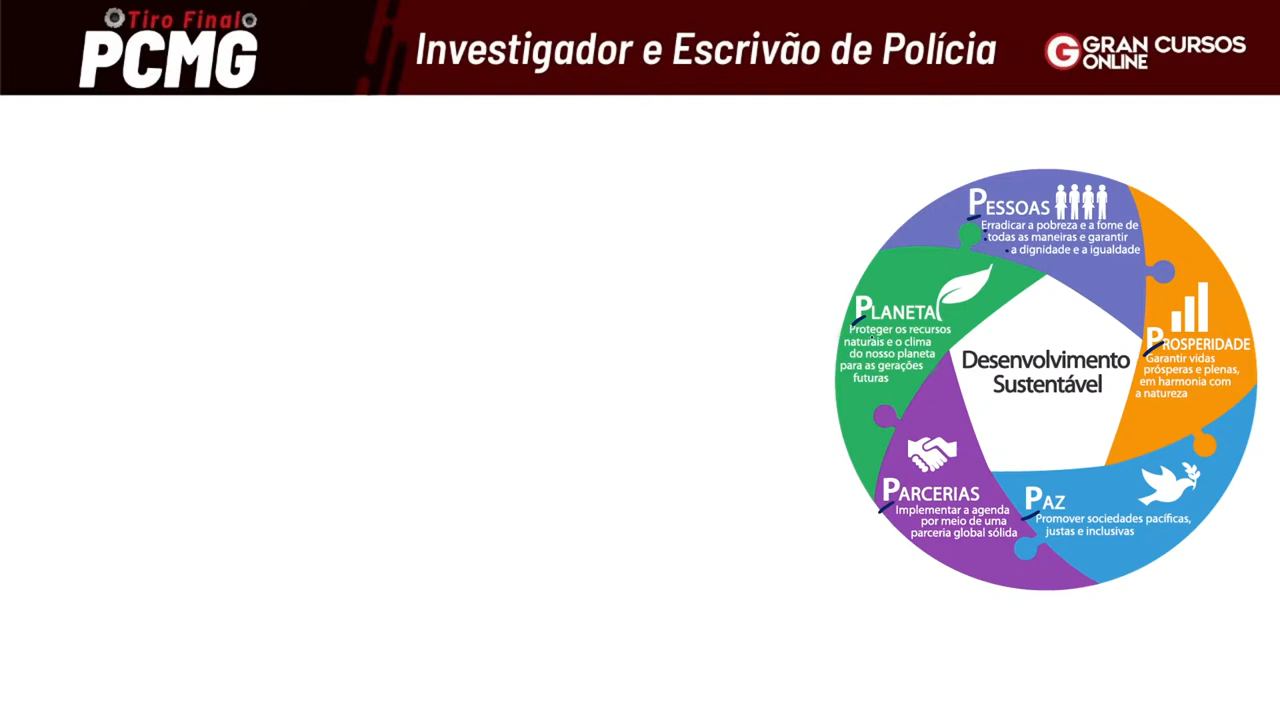 Tiro Final
PCMG
Investigador e Escrivão de Polícia
GRAN CURSOS
ONLINE
PESSOAS
Erradicar a pobreza e a fome de
todas as maneiras e garantir
a dignidade e a igualdade
PLANETA
Proteger os recursos
naturais e o clima
do nosso planeta
para as gerações
futuras
PROSPERIDADE
Garantir vidas
prósperas e plenas,
em harmonia com
a natureza
Desenvolvimento
Sustentável
PARCERIAS
Implementar a agenda
por meio de uma
parceria global sólida
PAZ
Promover sociedades pacíficas,
justas e inclusivas